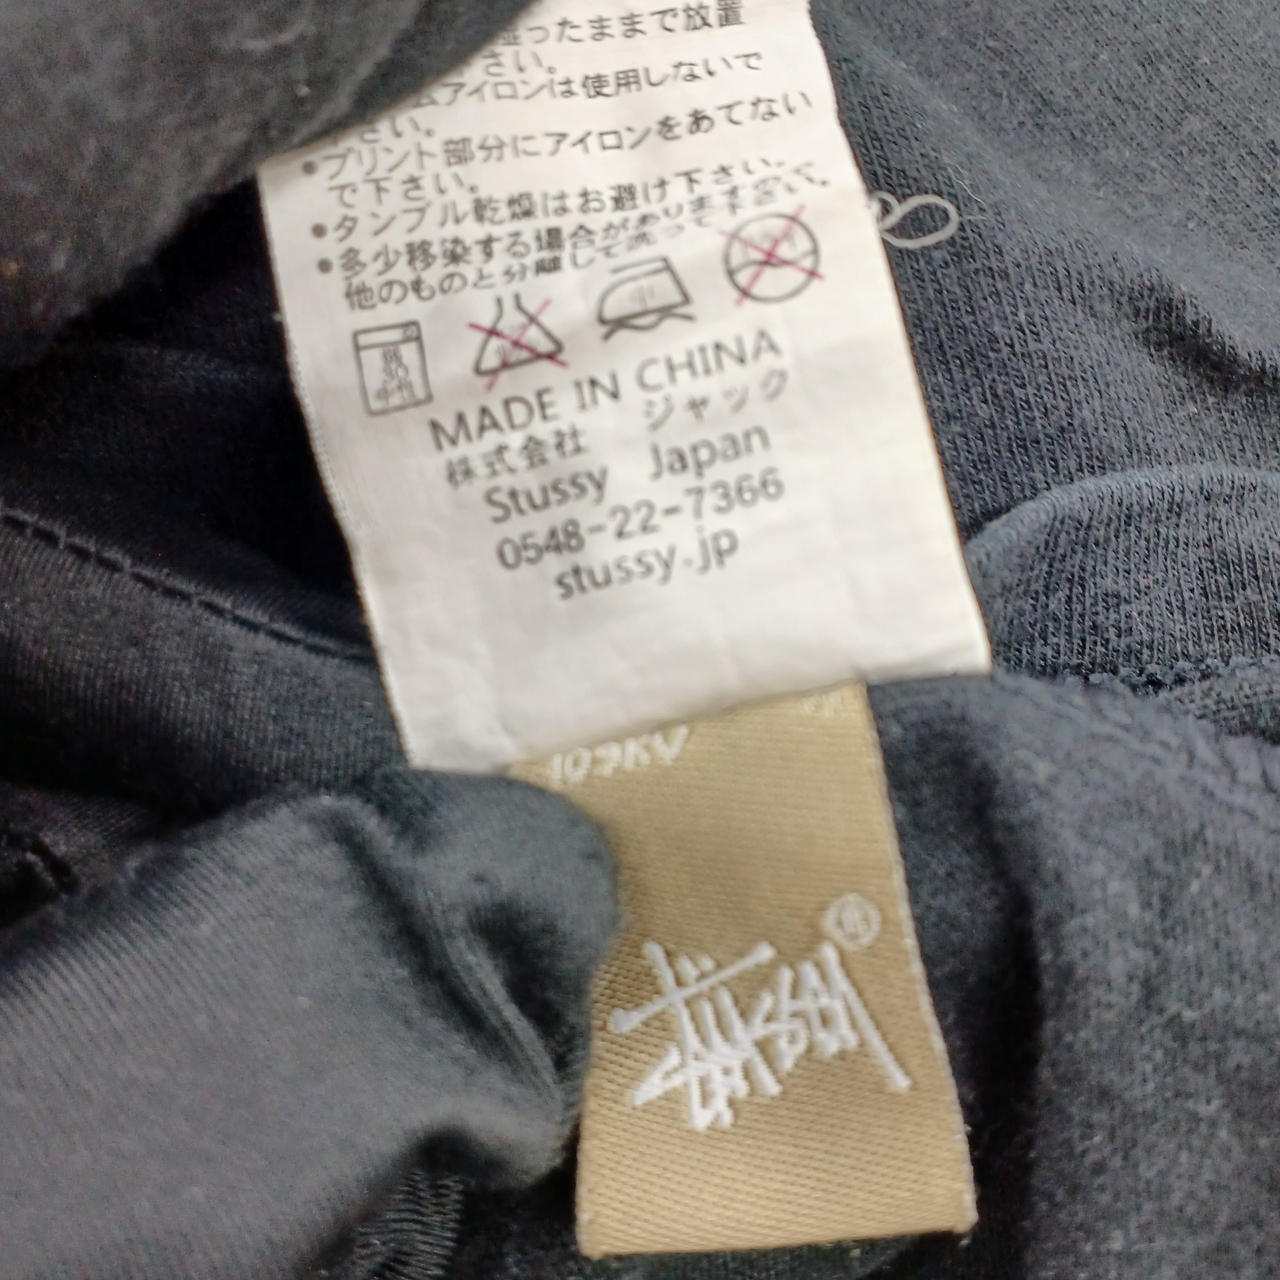 湿ったままで放置
さい。
ムアイロンは使用しないで
さい。
•プリント部分にアイロンをあてない
で下さい。
•タンブル乾燥はお避け下さい。
•多少移染する場合があります
他のものと分離して洗って下さい。
MADE IN CHINA
株式会社 ジャック
Stussy Japan
0548-22-7366
stussy.jp
Stüssy ®